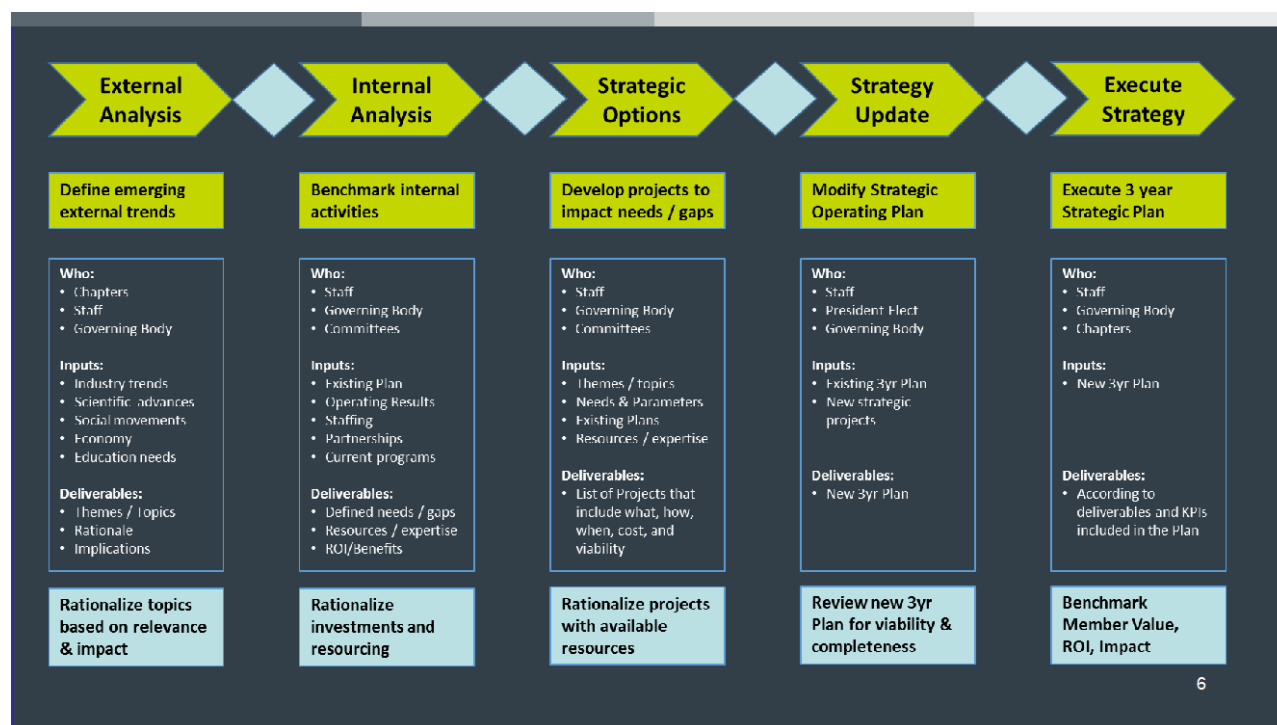 External
Analysis
Internal
Analysis
Strategic
Options
Strategy
Update
Execute
Strategy
Define emerging
external trends
Benchmark internal
activities
Develop projects to
impact needs / gaps
Modify Strategic
Operating Plan
Execute 3 year
Strategic Plan
Who:
• Chapters
• Staff
• Governing Body
Inputs:
• Industry trends
• Scientific advances
• Social movements
• Economy
• Education needs
Deliverables:
• Themes / Topics
• Rationale
• Implications
Who:
• Staff
• Governing Body
• Committees
Inputs:
• Existing Plan
• Operating Results
• Staffing
• Partnerships
• Current programs
Deliverables:
• Defined needs / gaps
• Resources / expertise
• ROI/Benefits
Who:
• Staff
• Governing Body
• Committees
Inputs:
• Themes / topics
• Needs & Parameters
• Existing Plans
• Resources / expertise
Deliverables:
• List of Projects that
include what, how,
when, cost, and
viability
Who:
• Staff
• President Elect
• Governing Body
Inputs:
• Existing 3yr Plan
• New strategic
projects
Deliverables:
• New 3yr Plan
Who:
• Staff
• Governing Body
• Chapters
Inputs:
• New 3yr Plan
Deliverables:
• According to
deliverables and KPIs
included in the Plan
Rationalize topics
based on relevance
& impact
Rationalize
investments and
resourcing
Rationalize projects
with available
resources
Review new 3yr
Plan for viability &
completeness
Benchmark
Member Value,
ROI, Impact
6